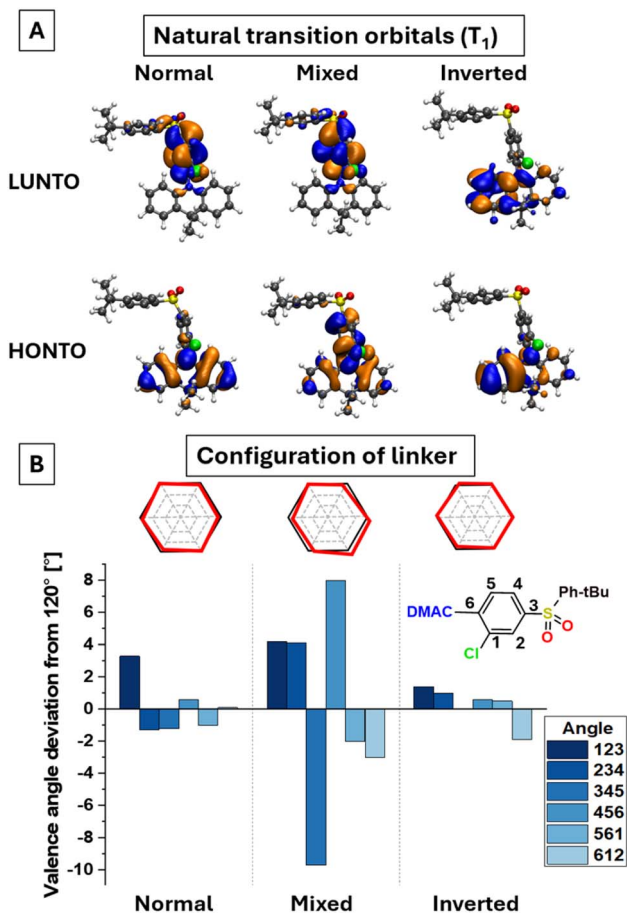 A
Natural transition orbitals (T₁)
Normal Mixed Inverted
LUNTO
HONTO
B
Configuration of linker
Valence angle deviation from 120° [°]
8
6
4
2
0
-2
-4
-6
-8
-10
5 4
DMAC 6 3 Ph-tBu
S
O
O
1 2
Cl
Angle
123
234
345
456
561
612
Normal Mixed Inverted